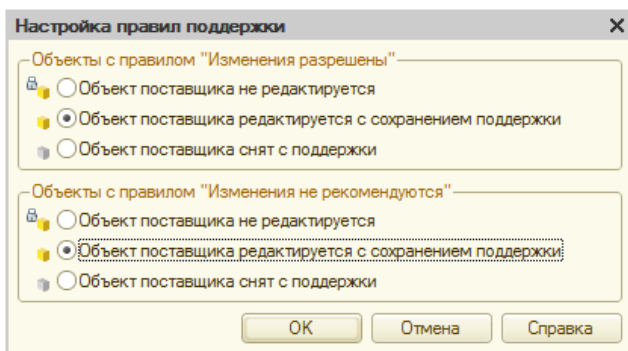 Настройка правил поддержки
Объекты с правилом "Изменения разрешены"
Объект поставщика не редактируется
Объект поставщика редактируется с сохранением поддержки
Объект поставщика снят с поддержки
Объекты с правилом "Изменения не рекомендуются"
Объект поставщика не редактируется
Объект поставщика редактируется с сохранением поддержки
Объект поставщика снят с поддержки
OK Отмена Справка